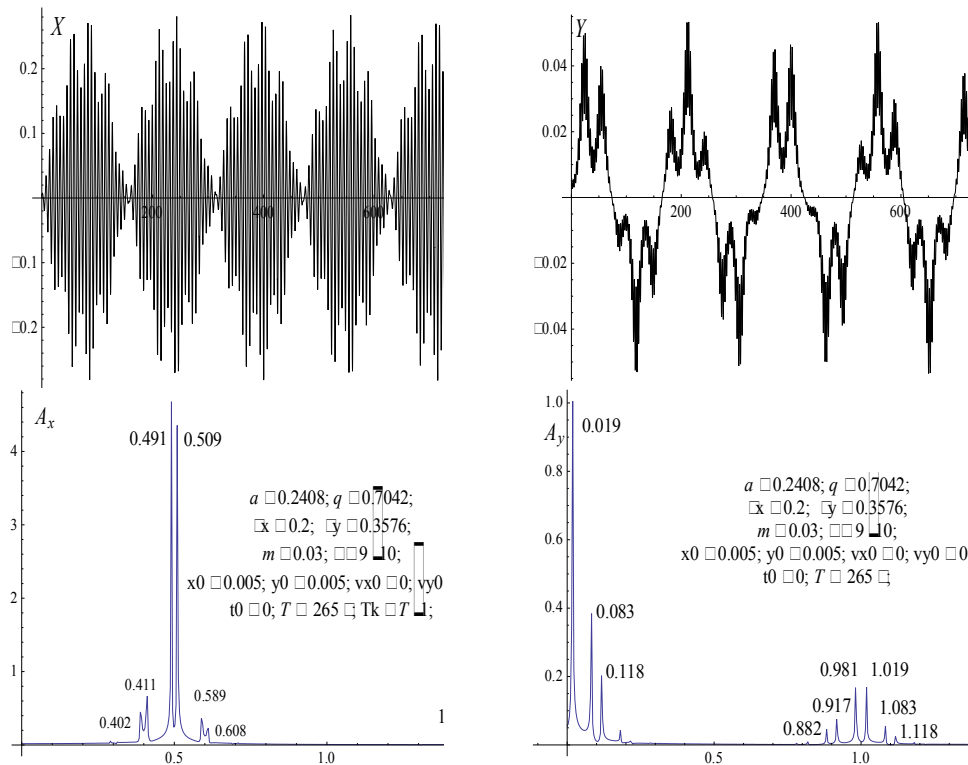 X
0.2
0.1
200 400 600
□0.1
□0.2
Y
0.04
0.02
200 400 600
□0.02
□0.04
A_x
4
3
2
1
0.491 0.509
a □ 0.2408; q □ 0.7042;
□x □ 0.2; □y □ 0.3576;
m □ 0.03; □ □ 9 10;
x0 □ 0.005; y0 □ 0.005; vx0 □ 0; vy0
t0 □ 0; T □ 265 □; Tk □ T 1;
0.411
0.402
0.589
0.608
1
0.5 1.0
A_y
1.0
0.8
0.6
0.4
0.2
0.019
a □ 0.2408; q □ 0.7042;
□x □ 0.2; □y □ 0.3576;
m □ 0.03; □ □ 9 10;
x0 □ 0.005; y0 □ 0.005; vx0 □ 0; vy0 □ 0
t0 □ 0; T □ 265 □;
0.083
0.118
0.981 1.019
0.917 1.083
0.882 1.118
0.5 1.0